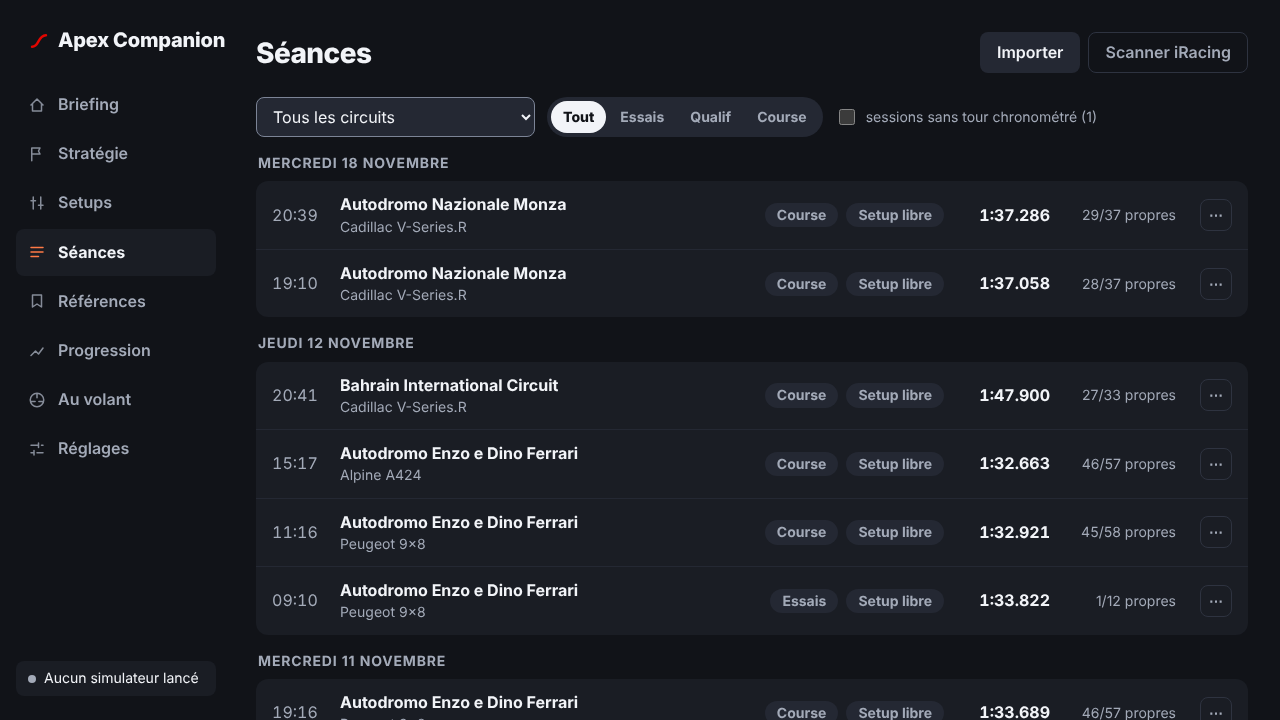 Apex Companion
Briefing
Stratégie
Setups
Séances
Références
Progression
Au volant
Réglages
Aucun simulateur lancé
Séances
Importer
Scanner iRacing
Tous les circuits
Tout Essais Qualif Course
sessions sans tour chronométré (1)
MERCREDI 18 NOVEMBRE
20:39 Autodromo Nazionale Monza Course Setup libre 1:37.286 29/37 propres ...
Cadillac V-Series.R
19:10 Autodromo Nazionale Monza Course Setup libre 1:37.058 28/37 propres ...
Cadillac V-Series.R
JEUDI 12 NOVEMBRE
20:41 Bahrain International Circuit Course Setup libre 1:47.900 27/33 propres ...
Cadillac V-Series.R
15:17 Autodromo Enzo e Dino Ferrari Course Setup libre 1:32.663 46/57 propres ...
Alpine A424
11:16 Autodromo Enzo e Dino Ferrari Course Setup libre 1:32.921 45/58 propres ...
Peugeot 9×8
09:10 Autodromo Enzo e Dino Ferrari Essais Setup libre 1:33.822 1/12 propres ...
Peugeot 9×8
MERCREDI 11 NOVEMBRE
19:16 Autodromo Enzo e Dino Ferrari Course Setup libre 1:33.689 46/57 propres ...